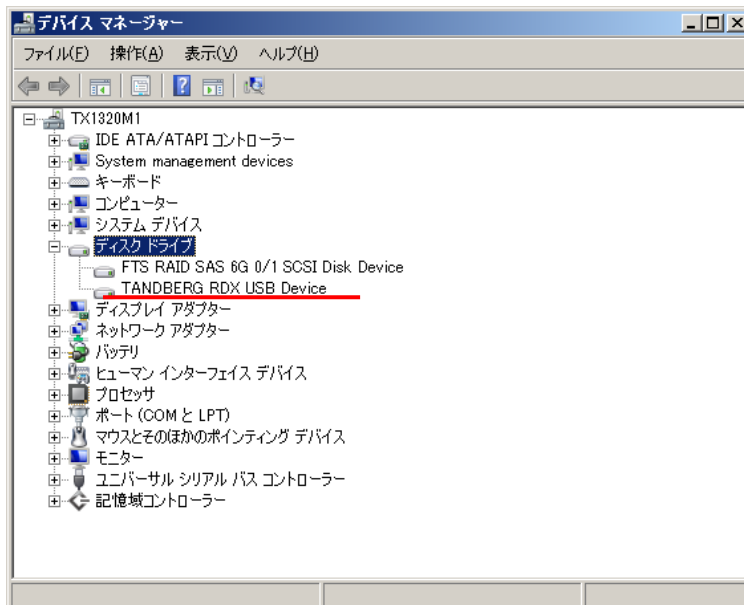 デバイス マネージャー
ファイル(F) 操作(A) 表示(V) ヘルプ(H)
TX1320M1
IDE ATA/ATAPI コントローラー
System management devices
キーボード
コンピューター
システム デバイス
ディスク ドライブ
FTS RAID SAS 6G 0/1 SCSI Disk Device
TANDBERG RDX USB Device
ディスプレイ アダプター
ネットワーク アダプター
バッテリ
ヒューマン インターフェイス デバイス
プロセッサ
ポート (COM と LPT)
マウスとそのほかのポインティング デバイス
モニター
ユニバーサル シリアル バス コントローラー
記憶域コントローラー